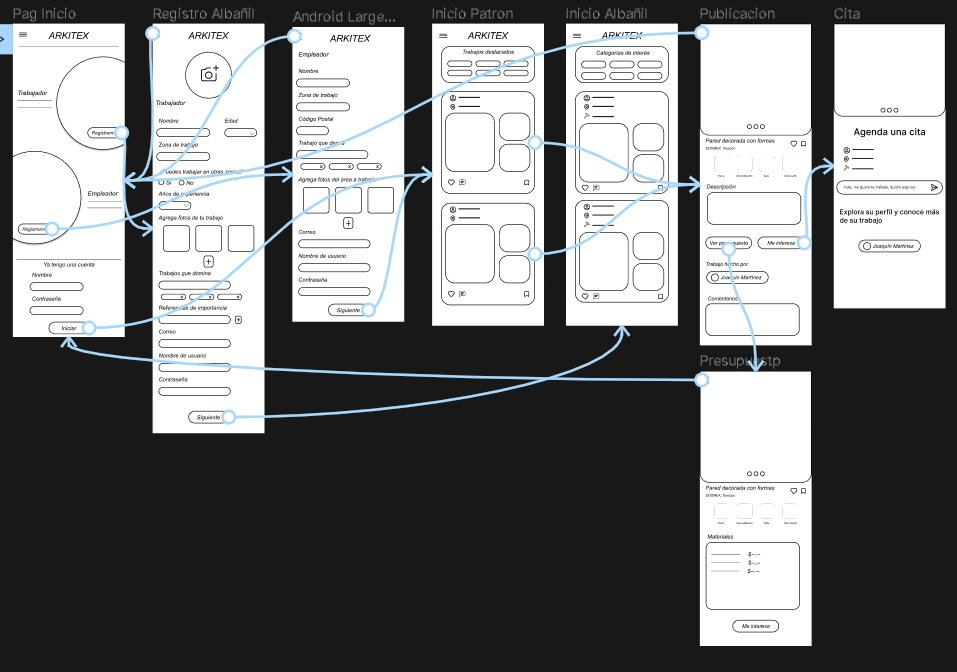 Pag Inicio
ARKITEX
Trabajador
Registrarm
Empleador
Registrarm
Ya tengo una cuenta
Nombre
Contraseña
Iniciar
Registro Albañil
ARKITEX
Trabajador
Nombre
Edad
Zona de trabajo
¿Puedes trabajar en otras zonas?
Si
No
Años de experiencia
Agrega fotos de tu trabajo
Trabajos que domina
Referencias de importancia
Correo
Nombre de usuario
Contraseña
Siguiente
Android Large...
ARKITEX
Empleador
Nombre
Zona de trabajo
Código Postal
Trabajo que desea
Agrega fotos del área a trabajar
Correo
Nombre de usuario
Contraseña
Siguiente
Inicio Patron
ARKITEX
Trabajos destacados
Inicio Albañil
ARKITEX
Categorías de interés
Publicacion
Pared decorada con formas
Descripción
Ver presupuesto
Me interesa
Trabajo hecho por
Joaquín Martínez
Comentarios
Cita
Agenda una cita
Hola, me gusta tu trabajo, quiero algo así
Explora su perfil y conoce más
de su trabajo
Joaquín Martínez
Presupuestp
Pared decorada con formas
Materiales
$--.--
$--.--
$--.--
Me interesa